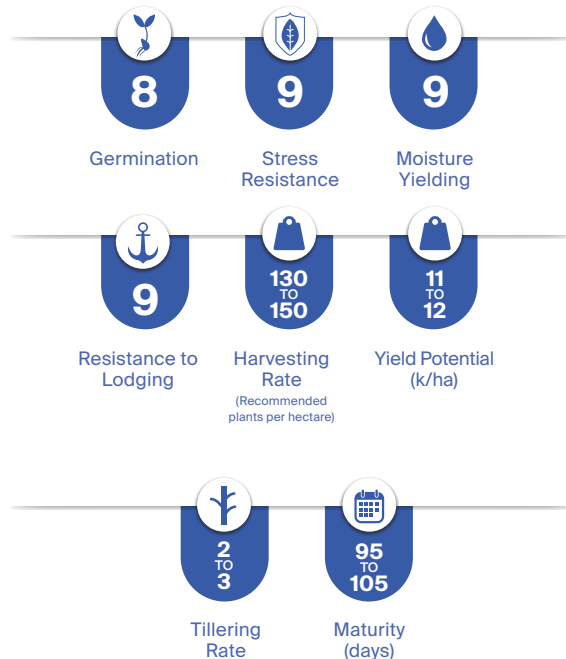 8
9
9
Germination
Stress
Resistance
Moisture
Yielding
9
130
TO
150
11
TO
12
Resistance to
Lodging
Harvesting
Rate
(Recommended
plants per hectare)
Yield Potential
(k/ha)
2
TO
3
95
TO
105
Tillering
Rate
Maturity
(days)